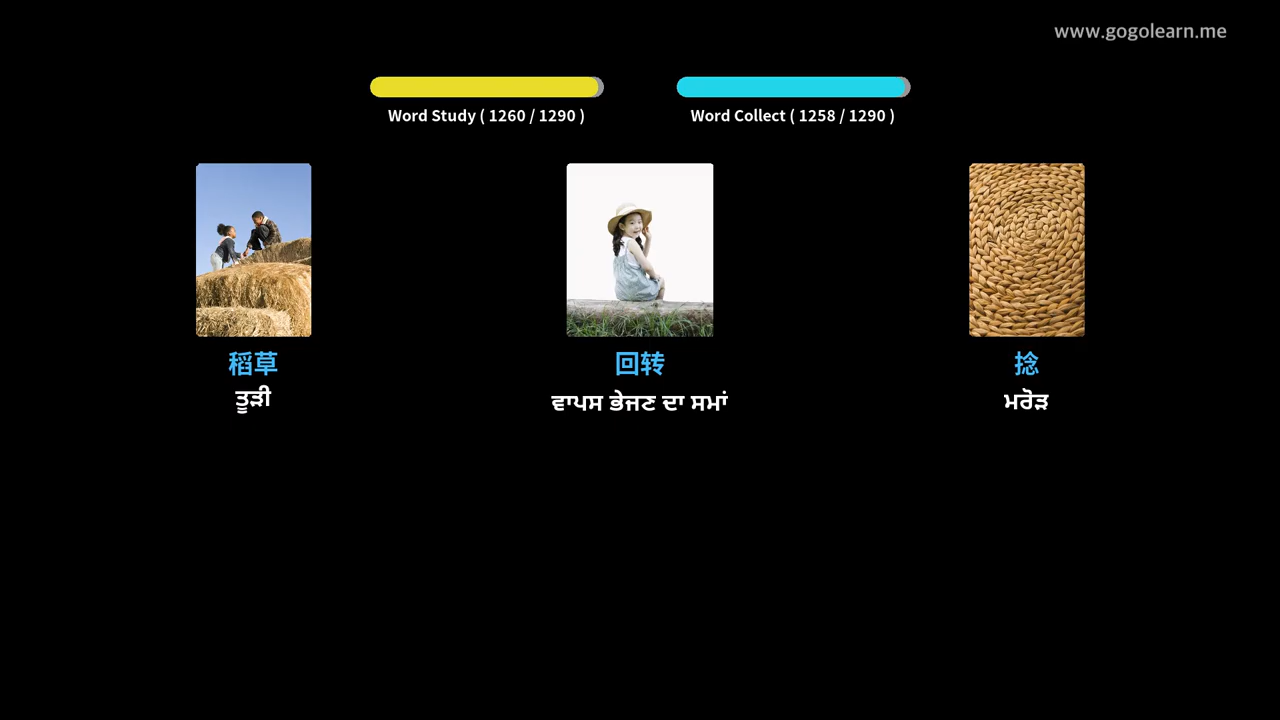 www.gogolearn.me
Word Study ( 1260 / 1290 )
Word Collect ( 1258 / 1290 )
稻草
ਤੂੜੀ
回转
ਵਾਪਸ ਭੇਜਣ ਦਾ ਸਮਾਂ
捻
ਮਰੋੜ